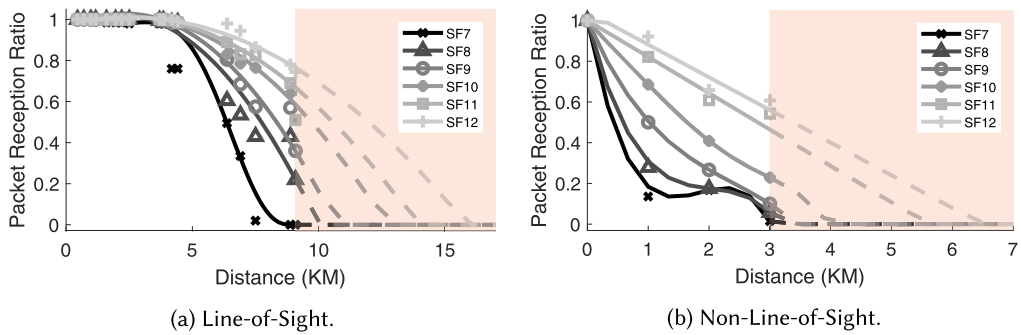 Packet Reception Ratio
1
0.8
0.6
0.4
0.2
0
0
5
10
15
Distance (KM)
SF7
SF8
SF9
SF10
SF11
SF12
(a) Line-of-Sight.
Packet Reception Ratio
1
0.8
0.6
0.4
0.2
0
0
1
2
3
4
5
6
7
Distance (KM)
SF7
SF8
SF9
SF10
SF11
SF12
(b) Non-Line-of-Sight.